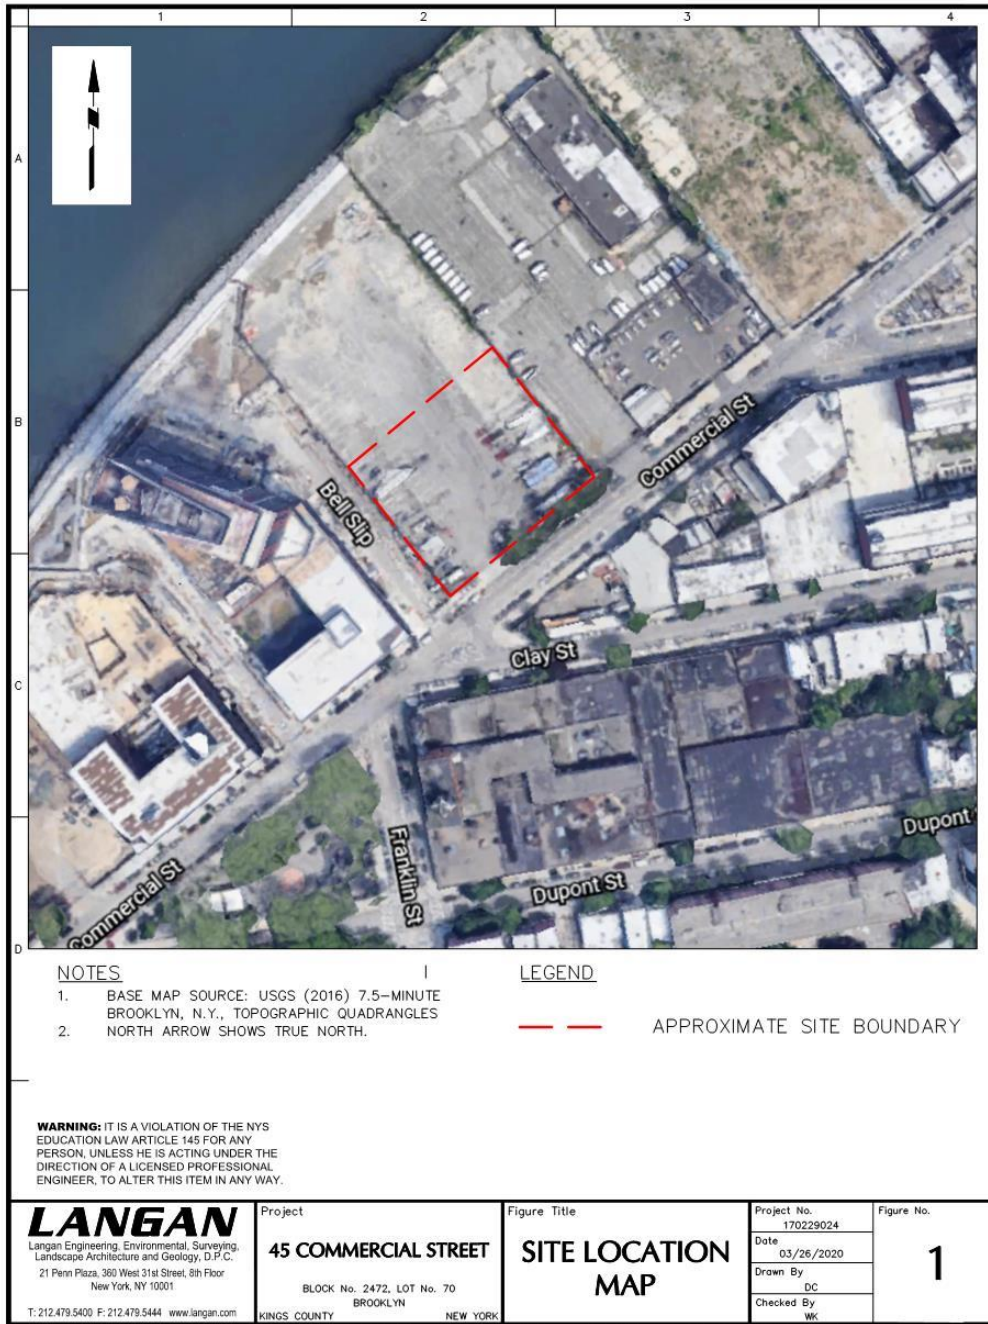 1
2
3
4
A
B
C
D
N
Commercial St
Bell Slip
Clay St
Dupont
Franklin St
Dupont St
Commercial St
NOTES
1. BASE MAP SOURCE: USGS (2016) 7.5-MINUTE
BROOKLYN, N.Y., TOPOGRAPHIC QUADRANGLES
2. NORTH ARROW SHOWS TRUE NORTH.
LEGEND
APPROXIMATE SITE BOUNDARY
WARNING: IT IS A VIOLATION OF THE NYS
EDUCATION LAW ARTICLE 145 FOR ANY
PERSON, UNLESS HE IS ACTING UNDER THE
DIRECTION OF A LICENSED PROFESSIONAL
ENGINEER, TO ALTER THIS ITEM IN ANY WAY.
LANGAN
Langan Engineering, Environmental, Surveying,
Landscape Architecture and Geology, D.P.C.
21 Penn Plaza, 360 West 31st Street, 8th Floor
New York, NY 10001
T: 212.479.5400 F: 212.479.5444 www.langan.com
Project
45 COMMERCIAL STREET
BLOCK No. 2472, LOT No. 70
BROOKLYN
KINGS COUNTY NEW YORK
Figure Title
SITE LOCATION
MAP
Project No.
170229024
Date
03/26/2020
Drawn By
DC
Checked By
WK
Figure No.
1